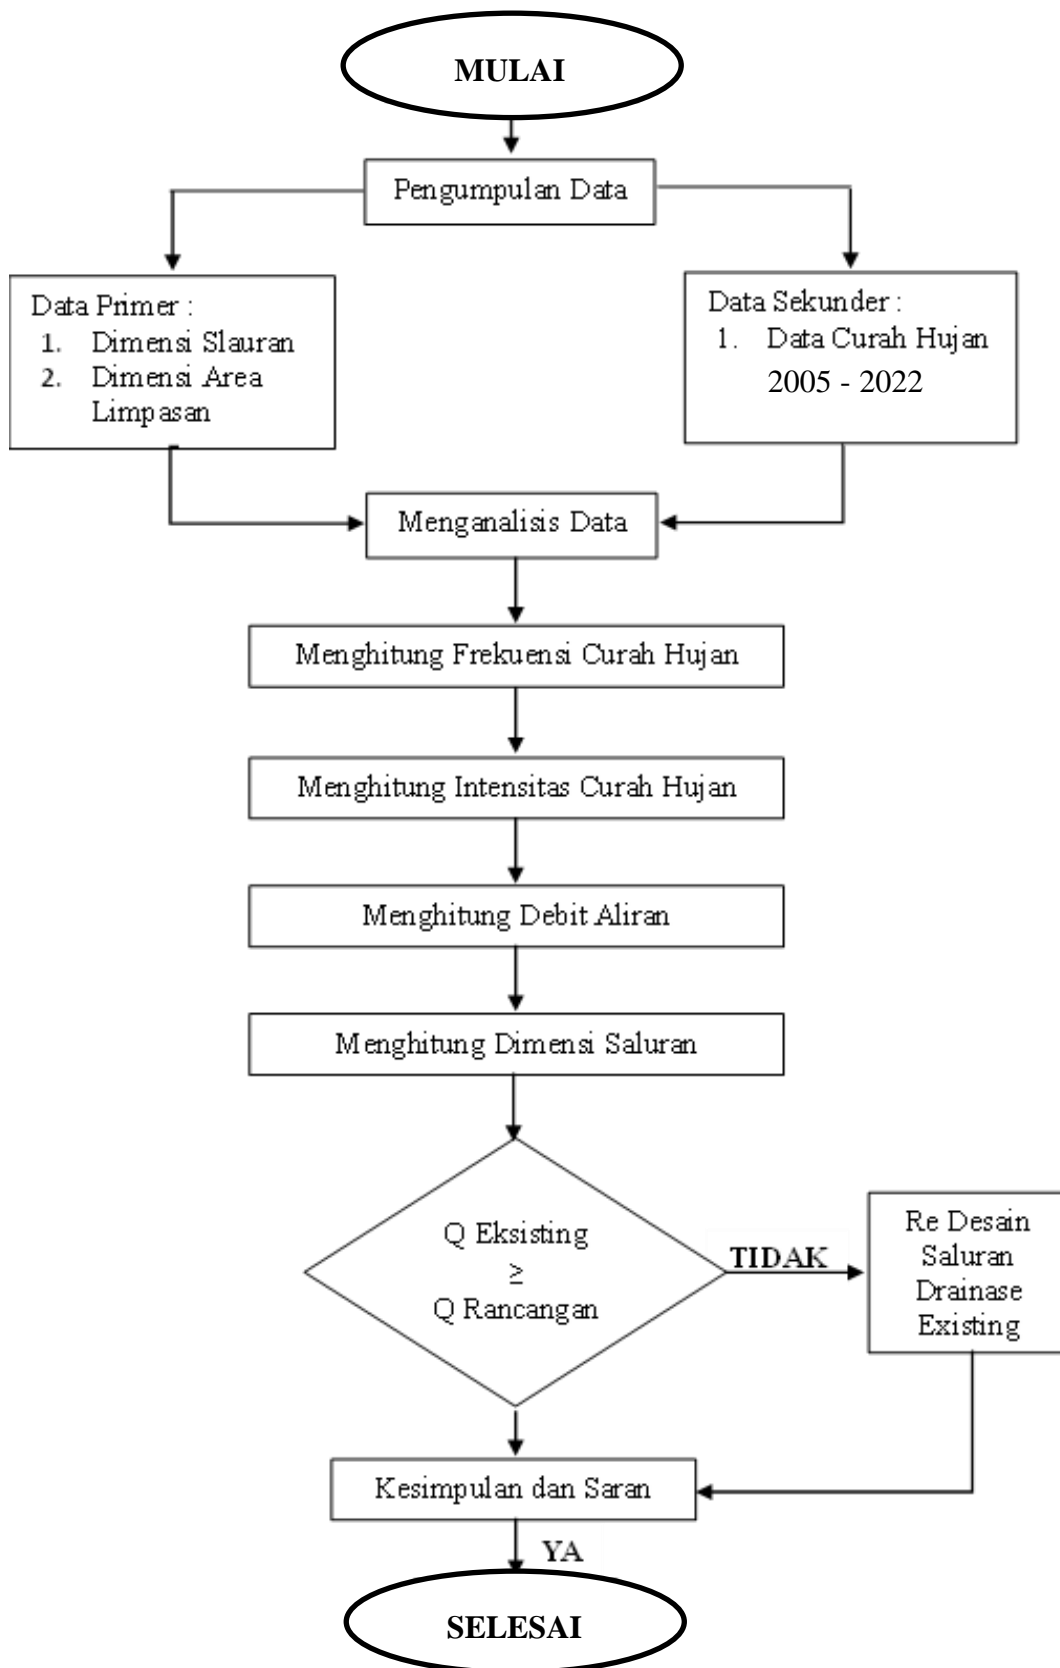 MULAI
Pengumpulan Data
Data Primer :
1. Dimensi Slauran
2. Dimensi Area
Limpasan
Data Sekunder :
1. Data Curah Hujan
2005 - 2022
Menganalisis Data
Menghitung Frekuensi Curah Hujan
Menghitung Intensitas Curah Hujan
Menghitung Debit Aliran
Menghitung Dimensi Saluran
Q Eksisting
≥
Q Rancangan
TIDAK
Re Desain
Saluran
Drainase
Existing
Kesimpulan dan Saran
YA
SELESAI